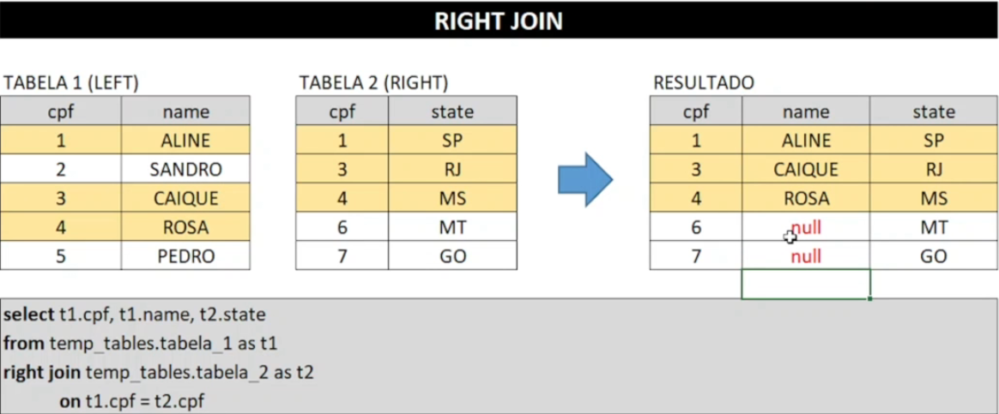 RIGHT JOIN
TABELA 1 (LEFT) TABELA 2 (RIGHT) RESULTADO
cpf name cpf state cpf name state
1 ALINE 1 SP 1 ALINE SP
2 SANDRO 3 RJ 3 CAIQUE RJ
3 CAIQUE 4 MS 4 ROSA MS
4 ROSA 6 MT 6 null MT
5 PEDRO 7 GO 7 null GO
select t1.cpf, t1.name, t2.state
from temp_tables.tabela_1 as t1
right join temp_tables.tabela_2 as t2
on t1.cpf = t2.cpf